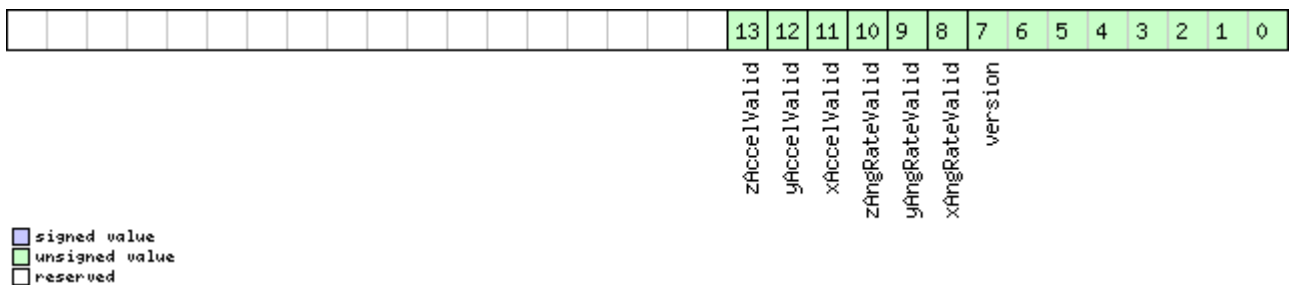 13 12 11 10 9 8 7 6 5 4 3 2 1 0
zAccelValid yAccelValid xAccelValid zAngRateValid yAngRateValid xAngRateValid version
signed value
unsigned value
reserved